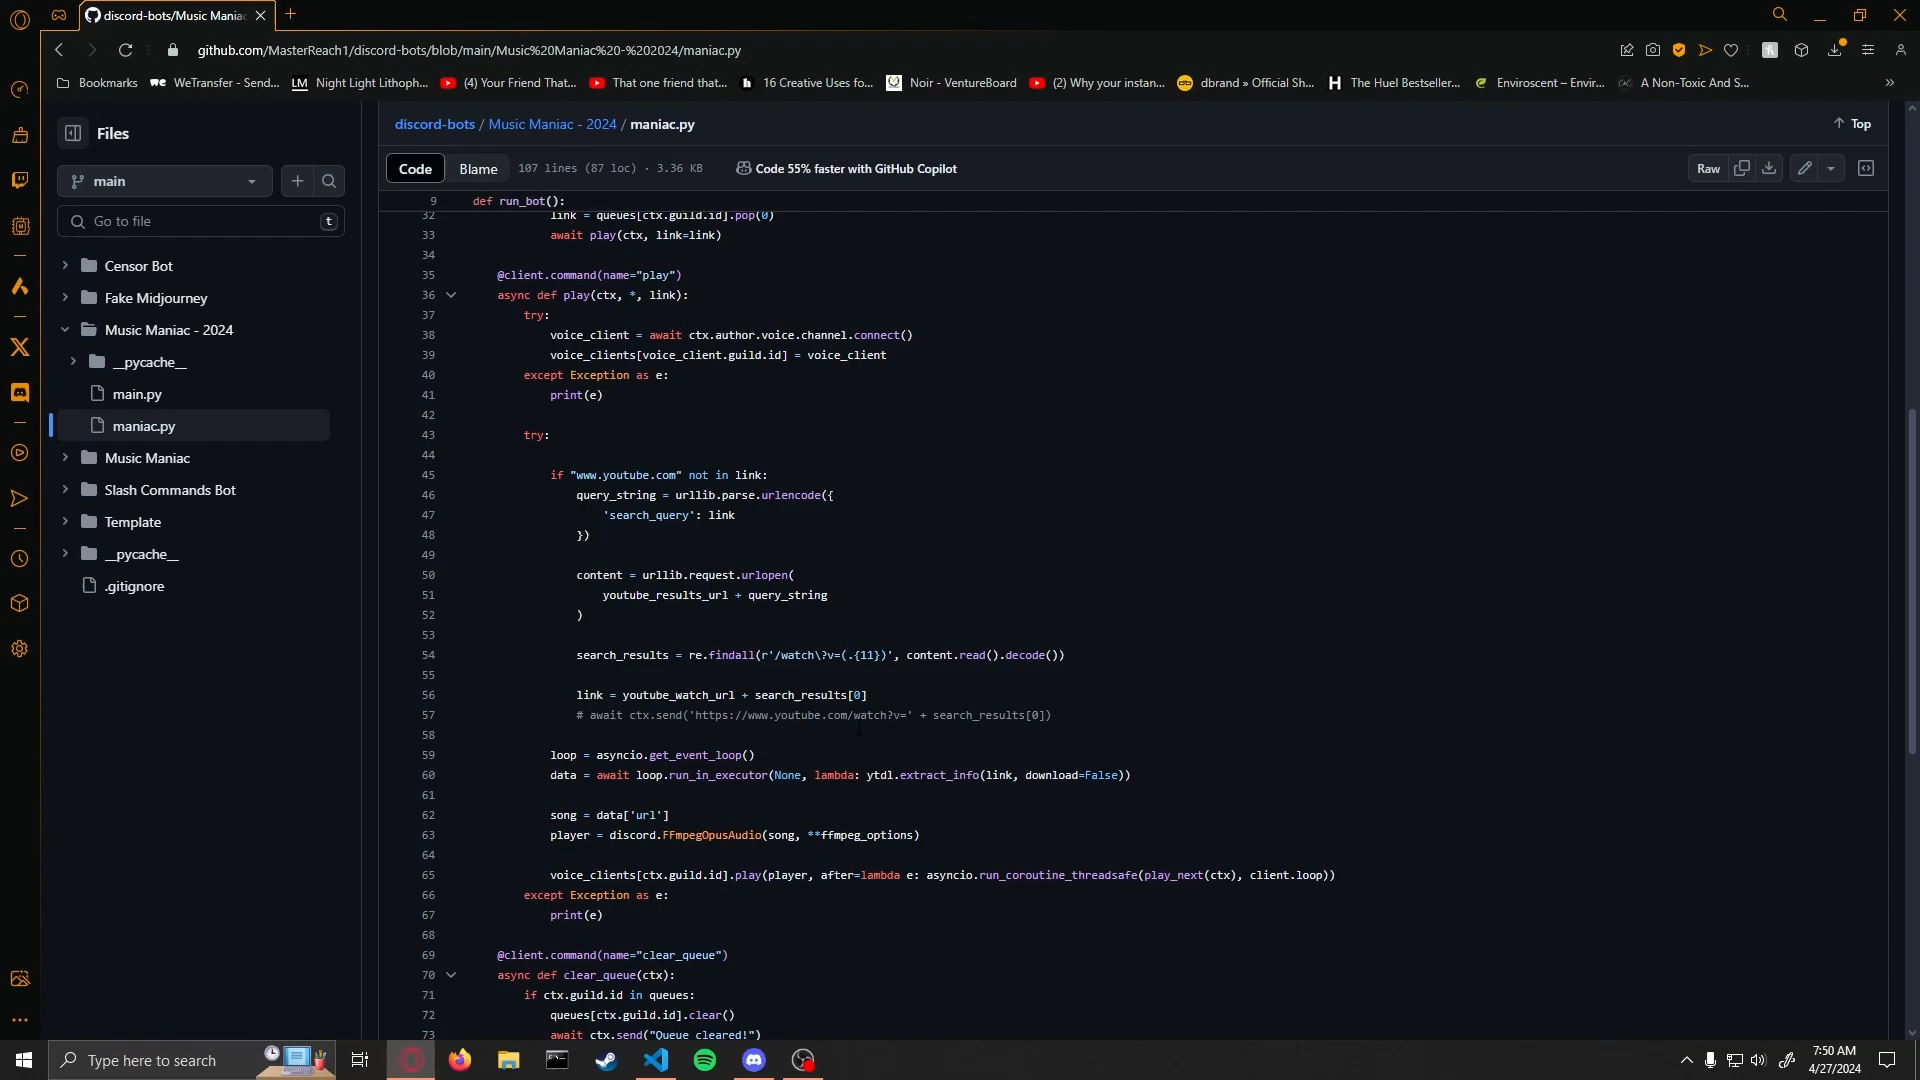 discord-bots/Music Maniac
github.com/MasterReach1/discord-bots/blob/main/Music%20Maniac%20-%202024/maniac.py
Bookmarks
WeTransfer - Send...
LM Night Light Lithoph...
(4) Your Friend That...
That one friend that...
h 16 Creative Uses fo...
Noir - VentureBoard
(2) Why your instan...
dbrand » Official Sh...
H The Huel Bestseller...
Enviroscent – Envir...
A Non-Toxic And S...
»
Files
main
Go to file
t
Censor Bot
Fake Midjourney
Music Maniac - 2024
__pycache__
main.py
maniac.py
Music Maniac
Slash Commands Bot
Template
__pycache__
.gitignore
discord-bots / Music Maniac - 2024 / maniac.py
Top
Code Blame 107 lines (87 loc) · 3.36 KB Code 55% faster with GitHub Copilot
Raw
9 def run_bot():
32 link = queues[ctx.guild.id].pop(0)
33 await play(ctx, link=link)
34
35 @client.command(name="play")
36 async def play(ctx, *, link):
37 try:
38 voice_client = await ctx.author.voice.channel.connect()
39 voice_clients[voice_client.guild.id] = voice_client
40 except Exception as e:
41 print(e)
42
43 try:
44
45 if "www.youtube.com" not in link:
46 query_string = urllib.parse.urlencode({
47 'search_query': link
48 })
49
50 content = urllib.request.urlopen(
51 youtube_results_url + query_string
52 )
53
54 search_results = re.findall(r'/watch\?v=(.{11})', content.read().decode())
55
56 link = youtube_watch_url + search_results[0]
57 # await ctx.send('https://www.youtube.com/watch?v=' + search_results[0])
58
59 loop = asyncio.get_event_loop()
60 data = await loop.run_in_executor(None, lambda: ytdl.extract_info(link, download=False))
61
62 song = data['url']
63 player = discord.FFmpegOpusAudio(song, **ffmpeg_options)
64
65 voice_clients[ctx.guild.id].play(player, after=lambda e: asyncio.run_coroutine_threadsafe(play_next(ctx), client.loop))
66 except Exception as e:
67 print(e)
68
69 @client.command(name="clear_queue")
70 async def clear_queue(ctx):
71 if ctx.guild.id in queues:
72 queues[ctx.guild.id].clear()
73 await ctx.send("Queue cleared!")
Type here to search
7:50 AM
4/27/2024